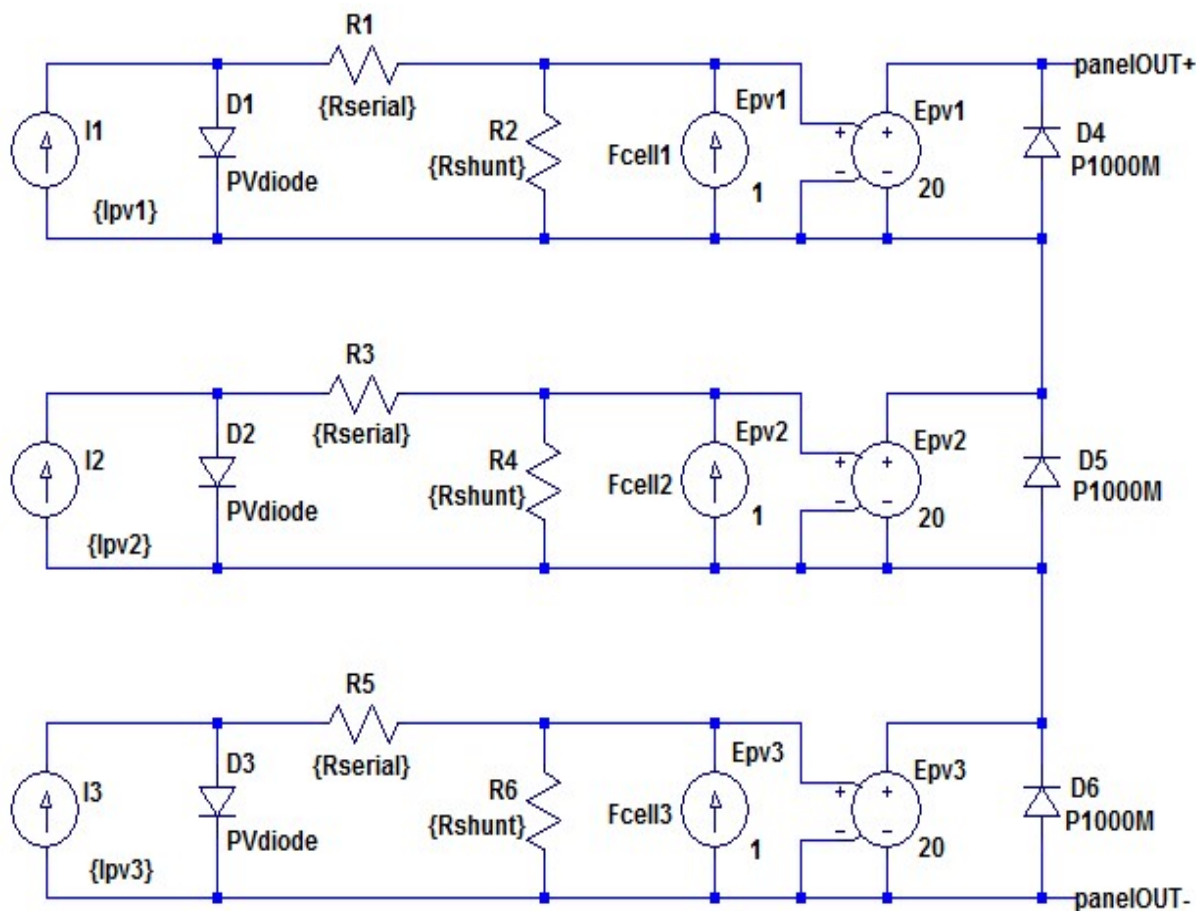 R1
{Rserial}
I1
{Ipv1}
D1
PVdiode
R2
{Rshunt}
Epv1
Fcell1
1
+
-
Epv1
+
-
20
panelOUT+
D4
P1000M
R3
{Rserial}
I2
{Ipv2}
D2
PVdiode
R4
{Rshunt}
Epv2
Fcell2
1
+
-
Epv2
+
-
20
D5
P1000M
R5
{Rserial}
I3
{Ipv3}
D3
PVdiode
R6
{Rshunt}
Epv3
Fcell3
1
+
-
Epv3
+
-
20
D6
P1000M
panelOUT-